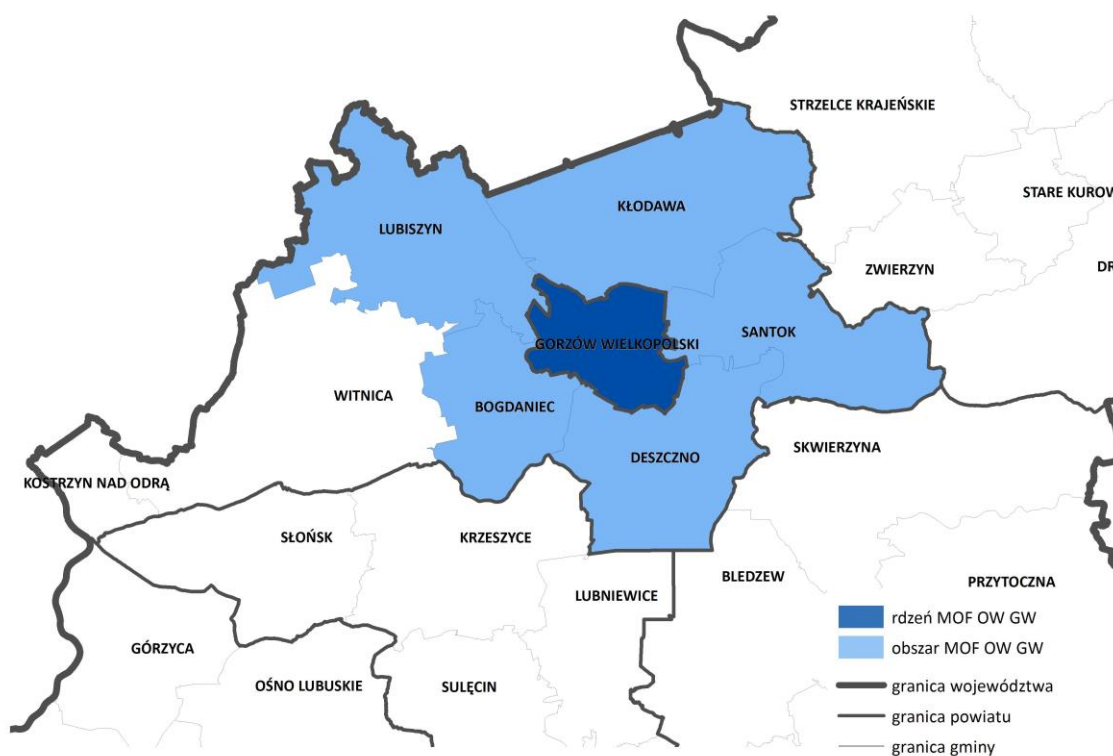 STRZELCE KRAJEŃSKIE
STARE KUROW
KŁODAWA
LUBISZYN
ZWIERZYN
DR
SANTOK
GORZÓW WIELKOPOLSKI
WITNICA
BOGDANIEC
SKWIERZYNA
DESZCZNO
KOSTRZYN NAD ODRĄ
SŁOŃSK
KRZESZYCE
BLEDZEW
PRZYTOCZNA
LUBNIEWICE
rdzeń MOF OW GW
GÓRZYCA
obszar MOF OW GW
OŚNO LUBUSKIE
SULĘCIN
granica województwa
granica powiatu
granica gminy